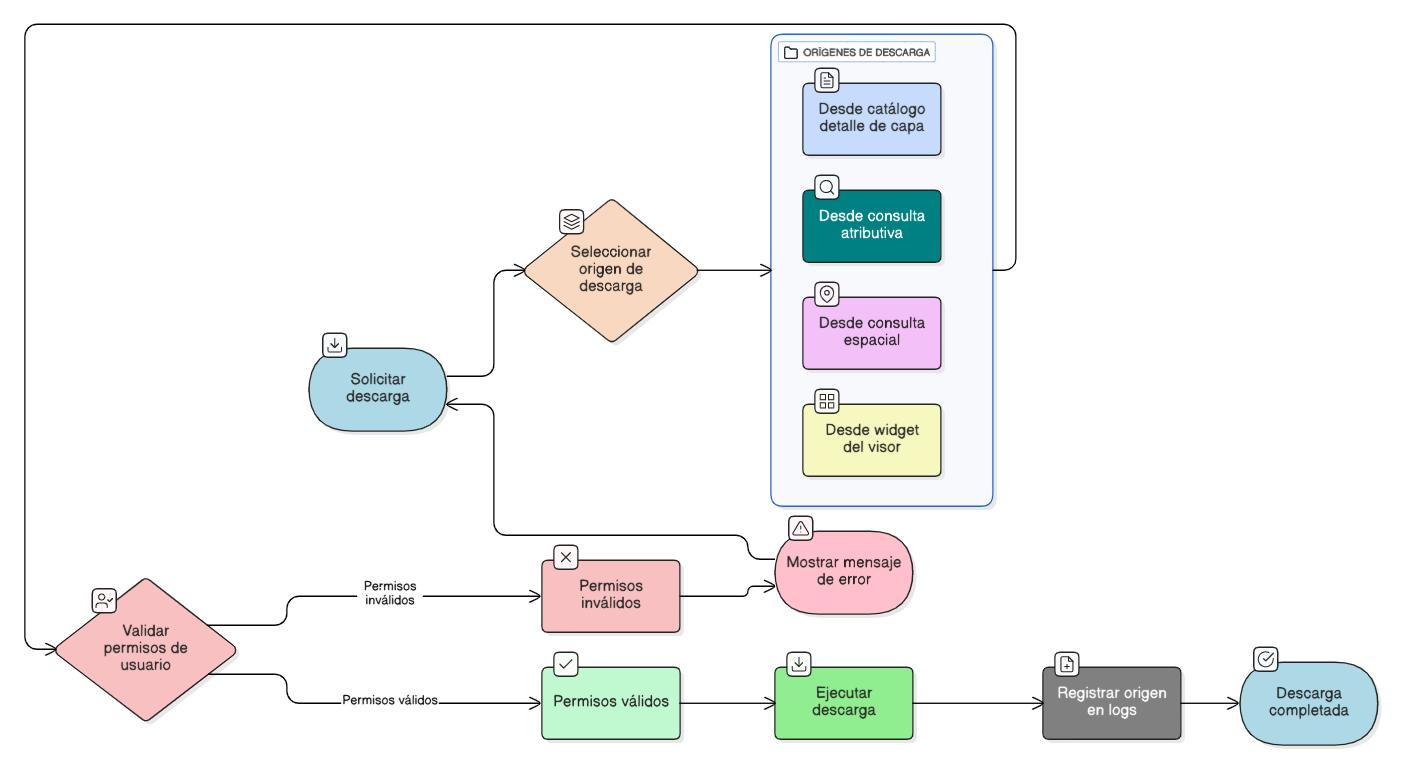 ORÍGENES DE DESCARGA
Desde catálogo
detalle de capa
Desde consulta
atributiva
Desde consulta
espacial
Desde widget
del visor
Seleccionar
origen de
descarga
Solicitar
descarga
Mostrar mensaje
de error
Permisos
inválidos
Permisos
inválidos
Validar
permisos de
usuario
Permisos válidos
Permisos válidos
Ejecutar
descarga
Registrar origen
en logs
Descarga
completada